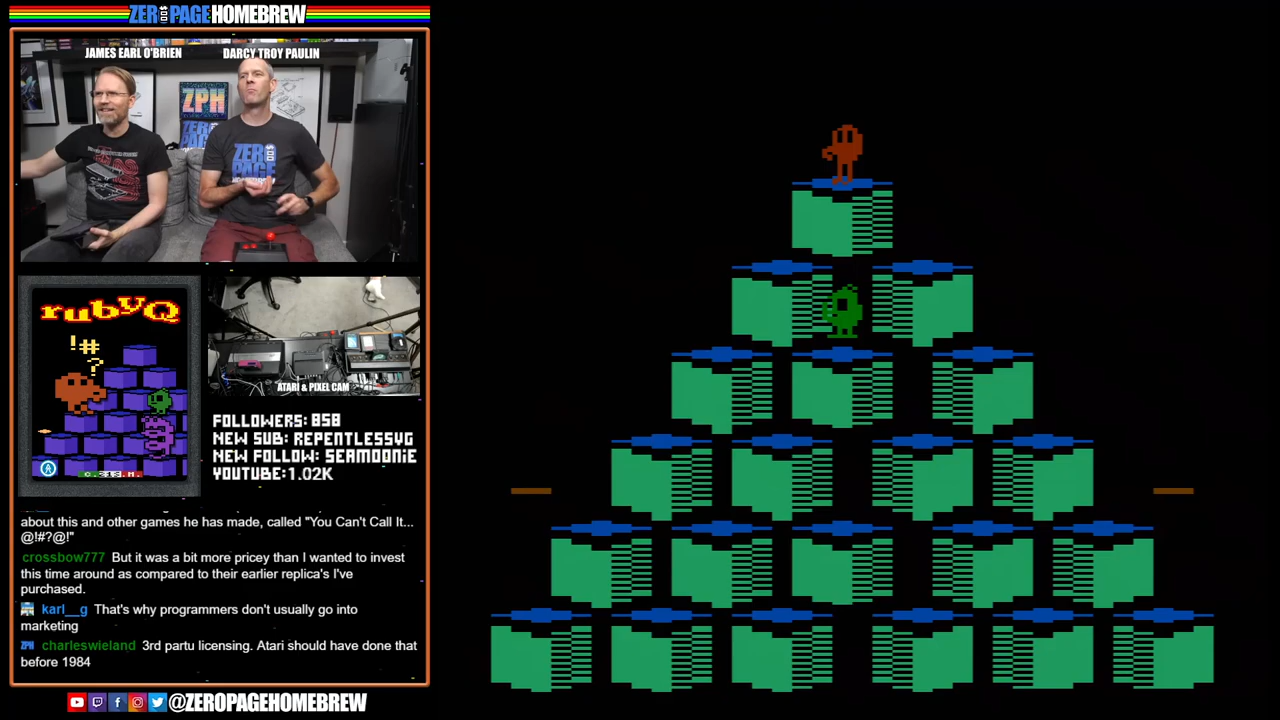 ZEROPAGEHOMEBREW
JAMES EARL O'BRIEN
DARCY TROY PAULIN
ZPH
ZERO
PAGE
rubyQ
!#
?
ATARI & PIXEL CAM
FOLLOWERS: 858
NEW SUB: REPENTLESSVG
NEW FOLLOW: SEAMOONIE
YOUTUBE:1.02K
about this and other games he has made, called "You Can't Call It...
@!#?@!"
crossbow777 But it was a bit more pricey than I wanted to invest
this time around as compared to their earlier replica's I've
purchased.
karl__g That's why programmers don't usually go into
marketing
ZPH charleswieland 3rd partu licensing. Atari should have done that
before 1984
@ZEROPAGEHOMEBREW